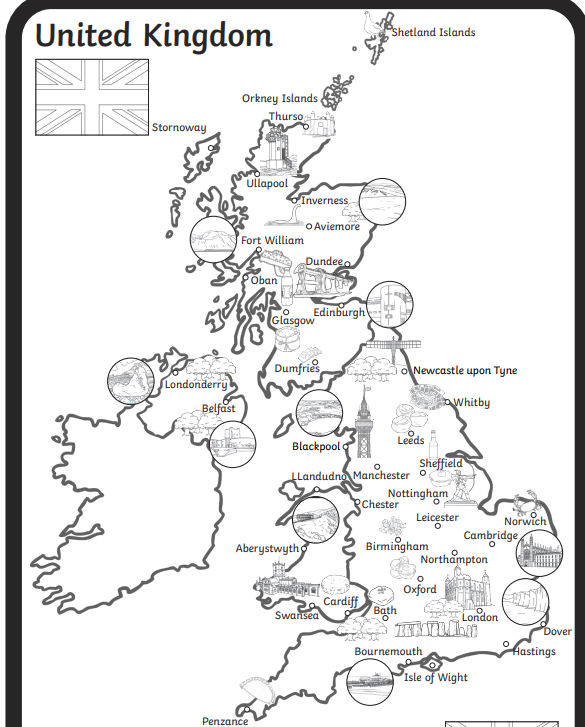 United Kingdom
Shetland Islands
Orkney Islands
Thurso
Stornoway
Ullapool
Inverness
Aviemore
Fort William
Dundee
Oban
Edinburgh
Glasgow
Dumfries
Newcastle upon Tyne
Londonderry
Belfast
Whitby
Leeds
Blackpool
Sheffield
LLandudno
Manchester
Nottingham
Chester
Leicester
Norwich
Cambridge
Aberystwyth
Birmingham
Northampton
Oxford
Cardiff
Bath
Swansea
London
Dover
Hastings
Bournemouth
Isle of Wight
Penzance